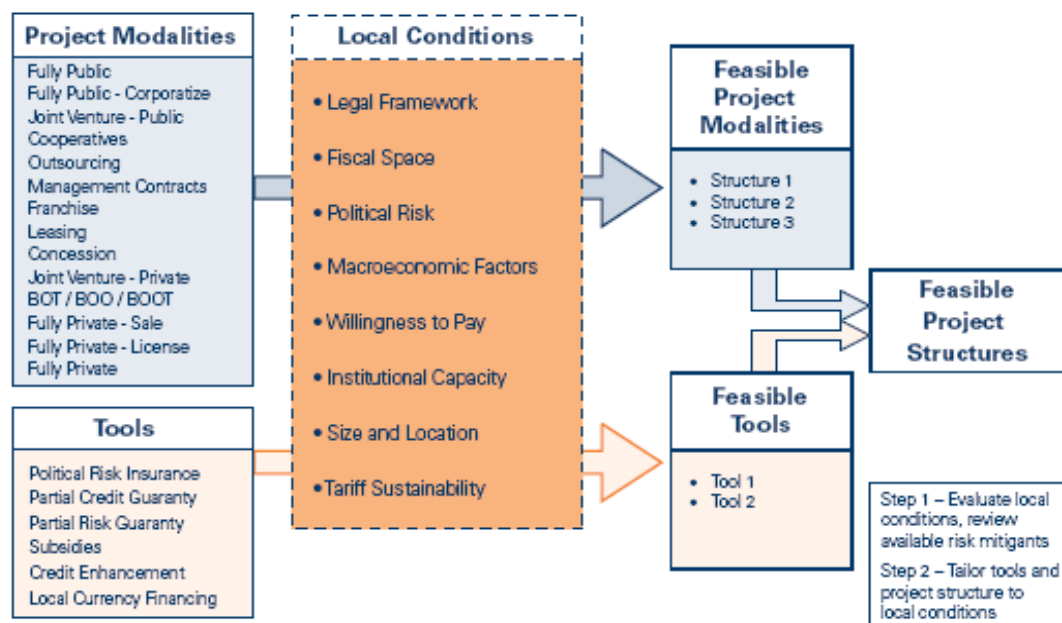 Project Modalities
Fully Public
Fully Public - Corporatize
Joint Venture - Public
Cooperatives
Outsourcing
Management Contracts
Franchise
Leasing
Concession
Joint Venture - Private
BOT / BOO / BOOT
Fully Private - Sale
Fully Private - License
Fully Private
Tools
Political Risk Insurance
Partial Credit Guaranty
Partial Risk Guaranty
Subsidies
Credit Enhancement
Local Currency Financing
Local Conditions
• Legal Framework
• Fiscal Space
• Political Risk
• Macroeconomic Factors
• Willingness to Pay
• Institutional Capacity
• Size and Location
• Tariff Sustainability
Feasible
Project
Modalities
• Structure 1
• Structure 2
• Structure 3
Feasible
Tools
• Tool 1
• Tool 2
Feasible
Project
Structures
Step 1 – Evaluate local
conditions, review
available risk mitigants
Step 2 – Tailor tools and
project structure to
local conditions